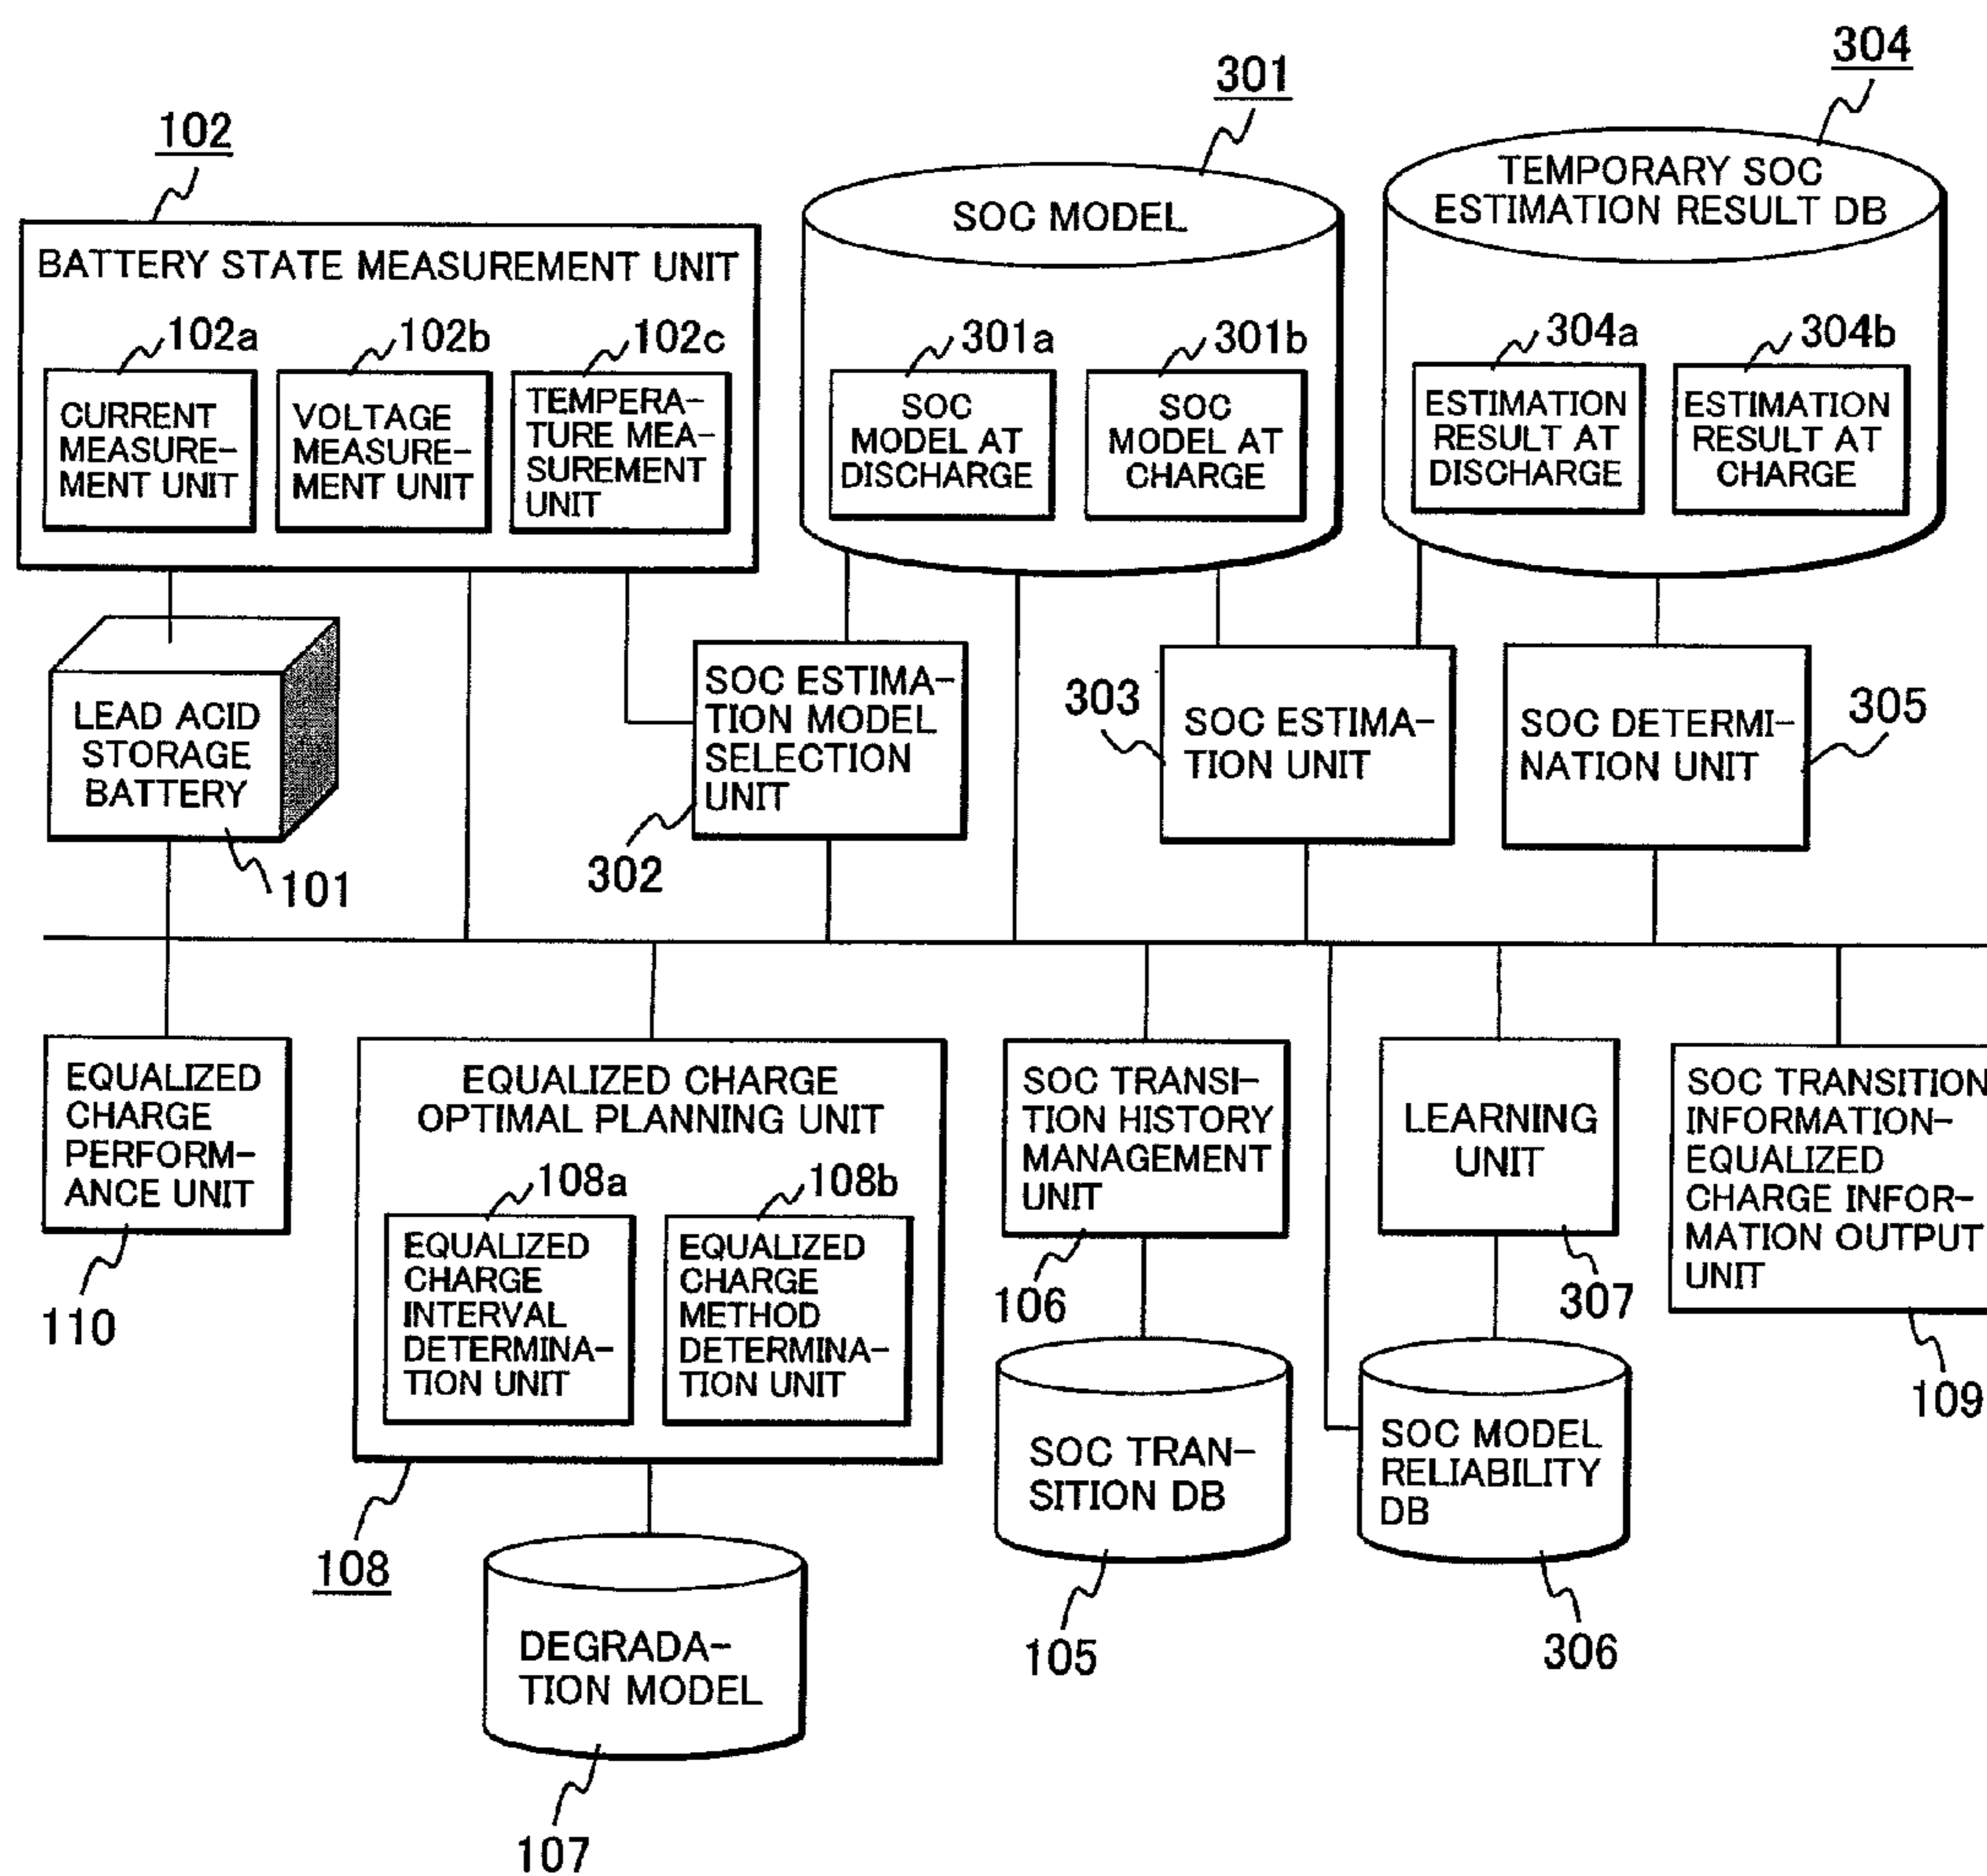 304
301
102
TEMPORARY SOC
ESTIMATION RESULT DB
SOC MODEL
BATTERY STATE MEASUREMENT UNIT
102a
102b
102c
301a
301b
304a
304b
CURRENT
MEASURE-
MENT UNIT
VOLTAGE
MEASURE-
MENT UNIT
TEMPERA-
TURE MEA-
SUREMENT
UNIT
SOC
MODEL AT
DISCHARGE
SOC
MODEL AT
CHARGE
ESTIMATION
RESULT AT
DISCHARGE
ESTIMATION
RESULT AT
CHARGE
LEAD ACID
STORAGE
BATTERY
101
SOC ESTIMA-
TION MODEL
SELECTION
UNIT
302
303
SOC ESTIMA-
TION UNIT
SOC DETERMI-
NATION UNIT
305
EQUALIZED
CHARGE
PERFORM-
ANCE UNIT
110
EQUALIZED CHARGE
OPTIMAL PLANNING UNIT
108a
108b
EQUALIZED
CHARGE
INTERVAL
DETERMINA-
TION UNIT
EQUALIZED
CHARGE
METHOD
DETERMINA-
TION UNIT
108
SOC TRANSI-
TION HISTORY
MANAGEMENT
UNIT
106
LEARNING
UNIT
307
SOC TRANSITION
INFORMATION-
EQUALIZED
CHARGE INFOR-
MATION OUTPUT
UNIT
109
SOC TRAN-
SITION DB
105
SOC MODEL
RELIABILITY
DB
306
DEGRADA-
TION MODEL
107